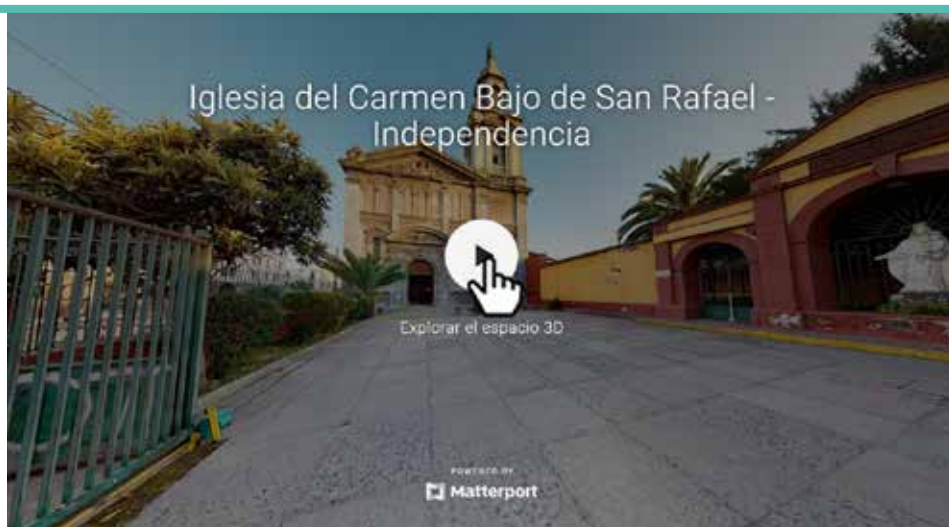 Iglesia del Carmen Bajo de San Rafael -
Independencia
Explorar el espacio 3D
POWERED BY
Matterport